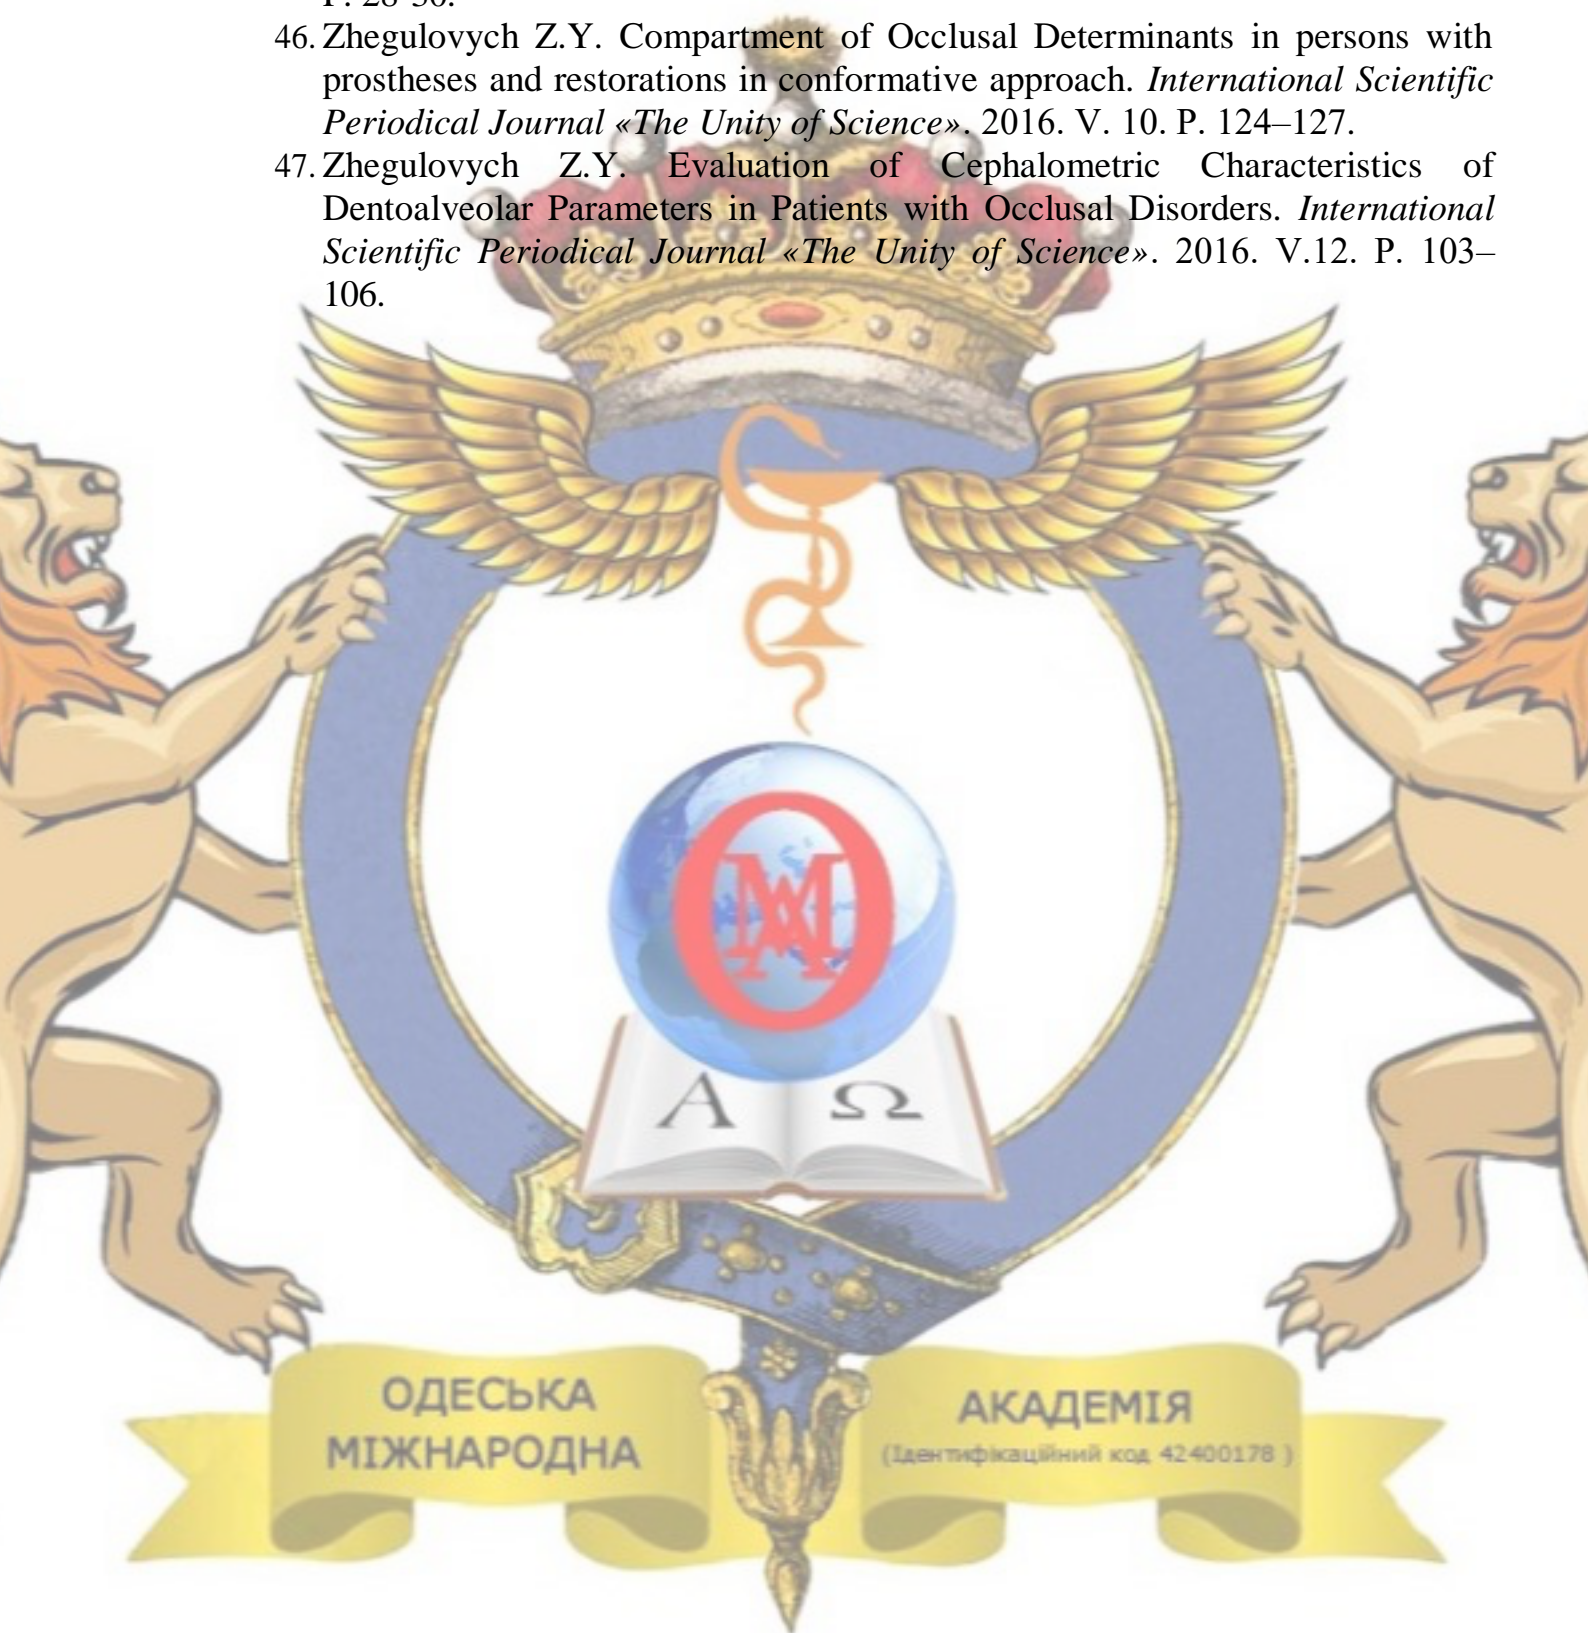 P. 28-30.
46. Zhegulovych Z.Y. Compartment of Occlusal Determinants in persons with
prostheses and restorations in conformative approach. International Scientific
Periodical Journal «The Unity of Science». 2016. V. 10. P. 124–127.
47. Zhegulovych Z.Y. Evaluation of Cephalometric Characteristics of
Dentoalveolar Parameters in Patients with Occlusal Disorders. International
Scientific Periodical Journal «The Unity of Science». 2016. V.12. P. 103–
106.
ОМА
Α Ω
ОДЕСЬКА
МІЖНАРОДНА
АКАДЕМІЯ
(Ідентифікаційний код 42400178 )